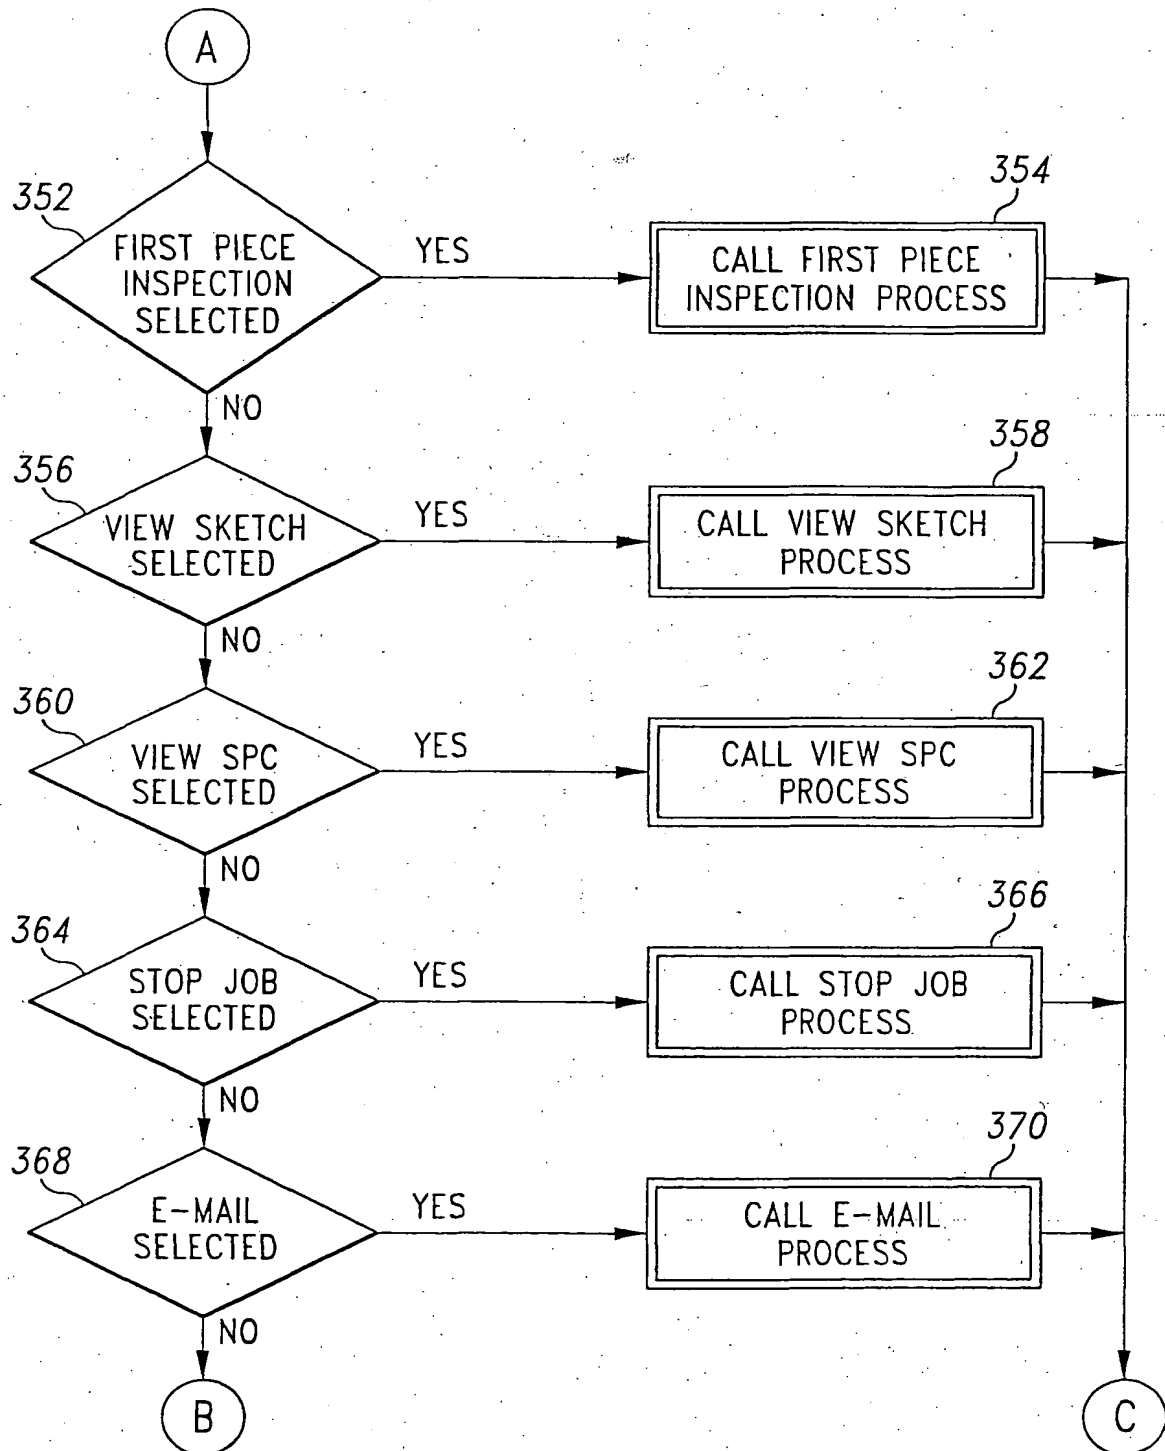 A
352
FIRST PIECE
INSPECTION
SELECTED
YES
354
CALL FIRST PIECE
INSPECTION PROCESS
NO
356
VIEW SKETCH
SELECTED
YES
358
CALL VIEW SKETCH
PROCESS
NO
360
VIEW SPC
SELECTED
YES
362
CALL VIEW SPC
PROCESS
NO
364
STOP JOB
SELECTED
YES
366
CALL STOP JOB
PROCESS
NO
368
E-MAIL
SELECTED
YES
370
CALL E-MAIL
PROCESS
NO
B
C